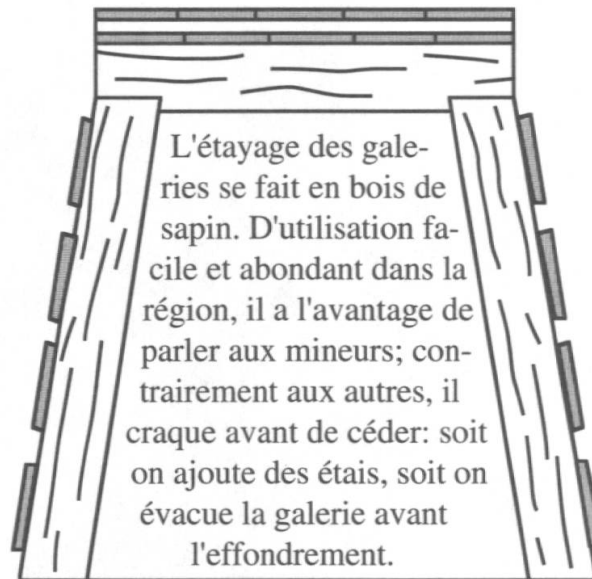 L'étayage des gale-
ries se fait en bois de
sapin. D'utilisation fa-
cile et abondant dans la
région, il a l'avantage de
parler aux mineurs; con-
trairement aux autres, il
craque avant de céder: soit
on ajoute des étais, soit on
évacue la galerie avant
l'effondrement.